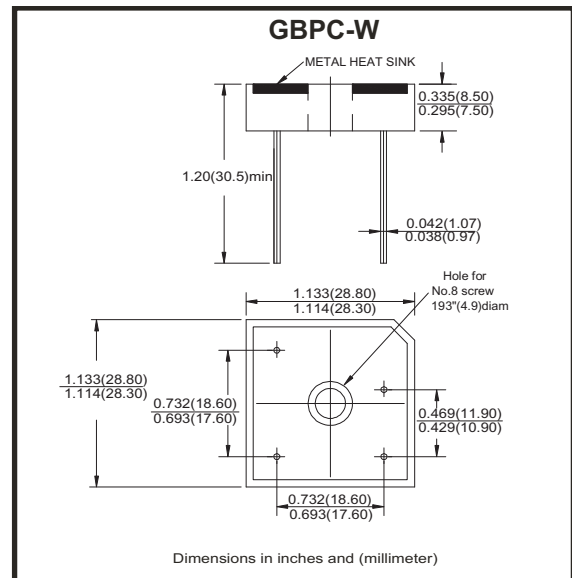 GBPC-W
METAL HEAT SINK
0.335(8.50)
0.295(7.50)
1.20(30.5)min
0.042(1.07)
0.038(0.97)
Hole for
No.8 screw
193"(4.9)diam
1.133(28.80)
1.114(28.30)
1.133(28.80)
1.114(28.30)
0.732(18.60)
0.693(17.60)
0.469(11.90)
0.429(10.90)
0.732(18.60)
0.693(17.60)
Dimensions in inches and (millimeter)